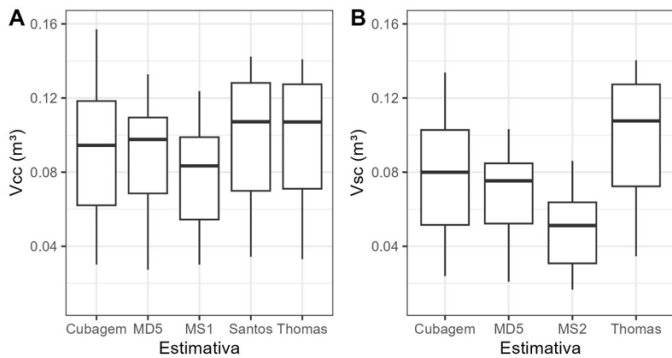 A
Vcc (m³)
0.16
0.12
0.08
0.04
Cubagem MD5 MS1 Santos Thomas
Estimativa
B
Vsc (m³)
0.16
0.12
0.08
0.04
Cubagem MD5 MS2 Thomas
Estimativa